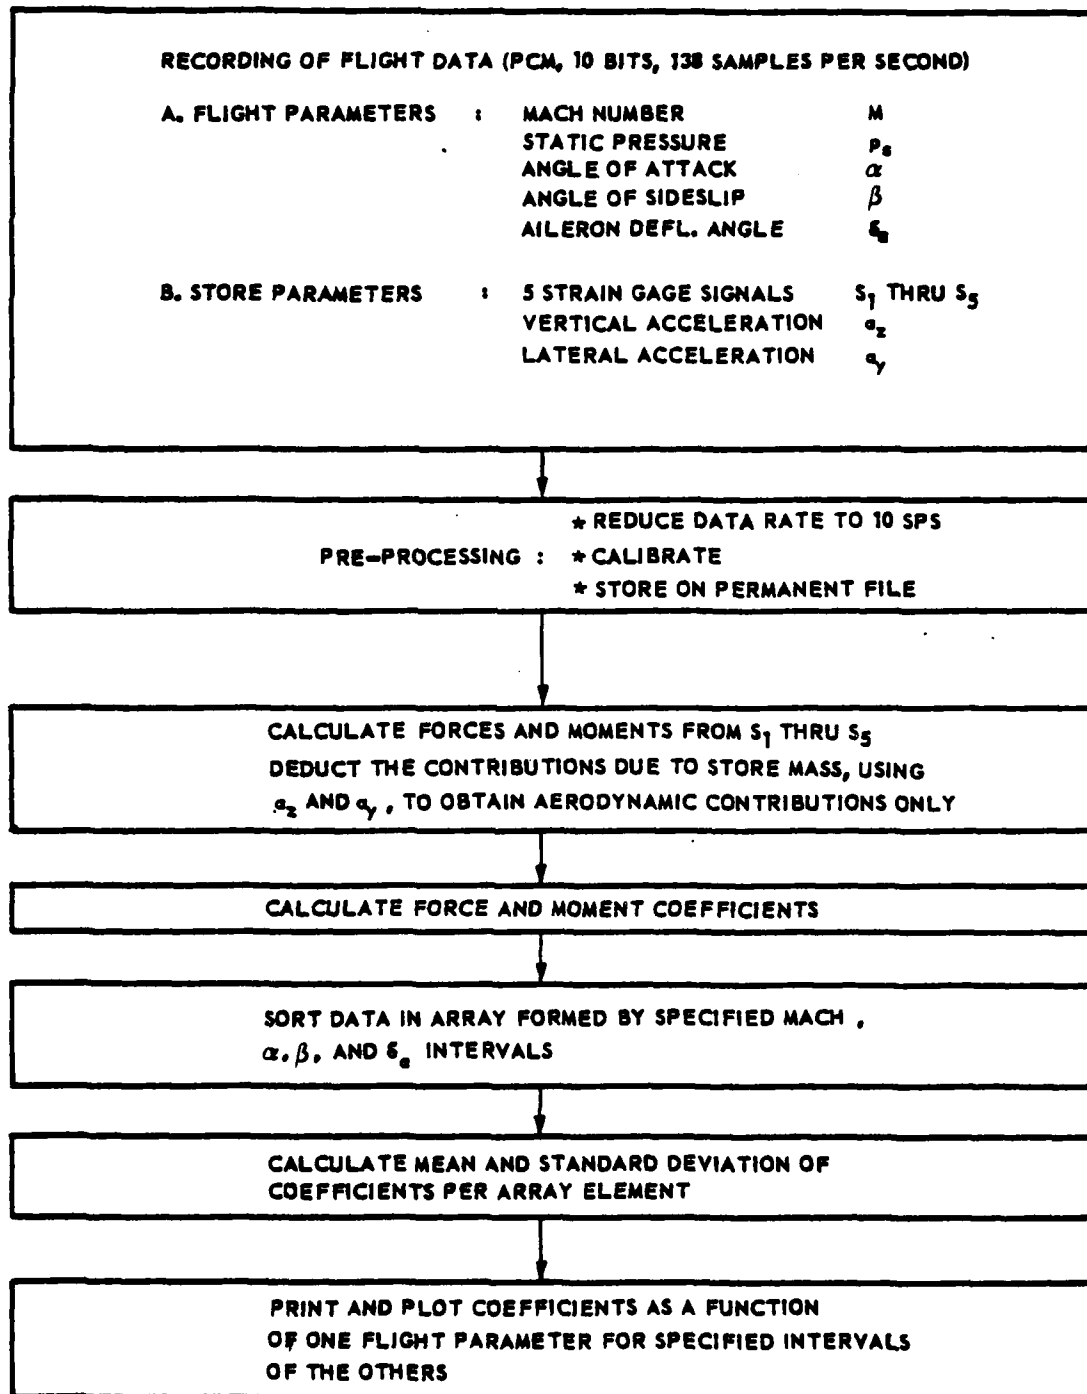 RECORDING OF FLIGHT DATA (PCM, 10 BITS, 138 SAMPLES PER SECOND)
A. FLIGHT PARAMETERS : MACH NUMBER M
STATIC PRESSURE pₛ
ANGLE OF ATTACK α
ANGLE OF SIDESLIP β
AILERON DEFL. ANGLE δₐ
B. STORE PARAMETERS : 5 STRAIN GAGE SIGNALS S₁ THRU S₅
VERTICAL ACCELERATION a_z
LATERAL ACCELERATION a_y
* REDUCE DATA RATE TO 10 SPS
PRE-PROCESSING : * CALIBRATE
* STORE ON PERMANENT FILE
CALCULATE FORCES AND MOMENTS FROM S₁ THRU S₅
DEDUCT THE CONTRIBUTIONS DUE TO STORE MASS, USING
a_z AND a_y, TO OBTAIN AERODYNAMIC CONTRIBUTIONS ONLY
CALCULATE FORCE AND MOMENT COEFFICIENTS
SORT DATA IN ARRAY FORMED BY SPECIFIED MACH,
α, β, AND δₐ INTERVALS
CALCULATE MEAN AND STANDARD DEVIATION OF
COEFFICIENTS PER ARRAY ELEMENT
PRINT AND PLOT COEFFICIENTS AS A FUNCTION
OF ONE FLIGHT PARAMETER FOR SPECIFIED INTERVALS
OF THE OTHERS